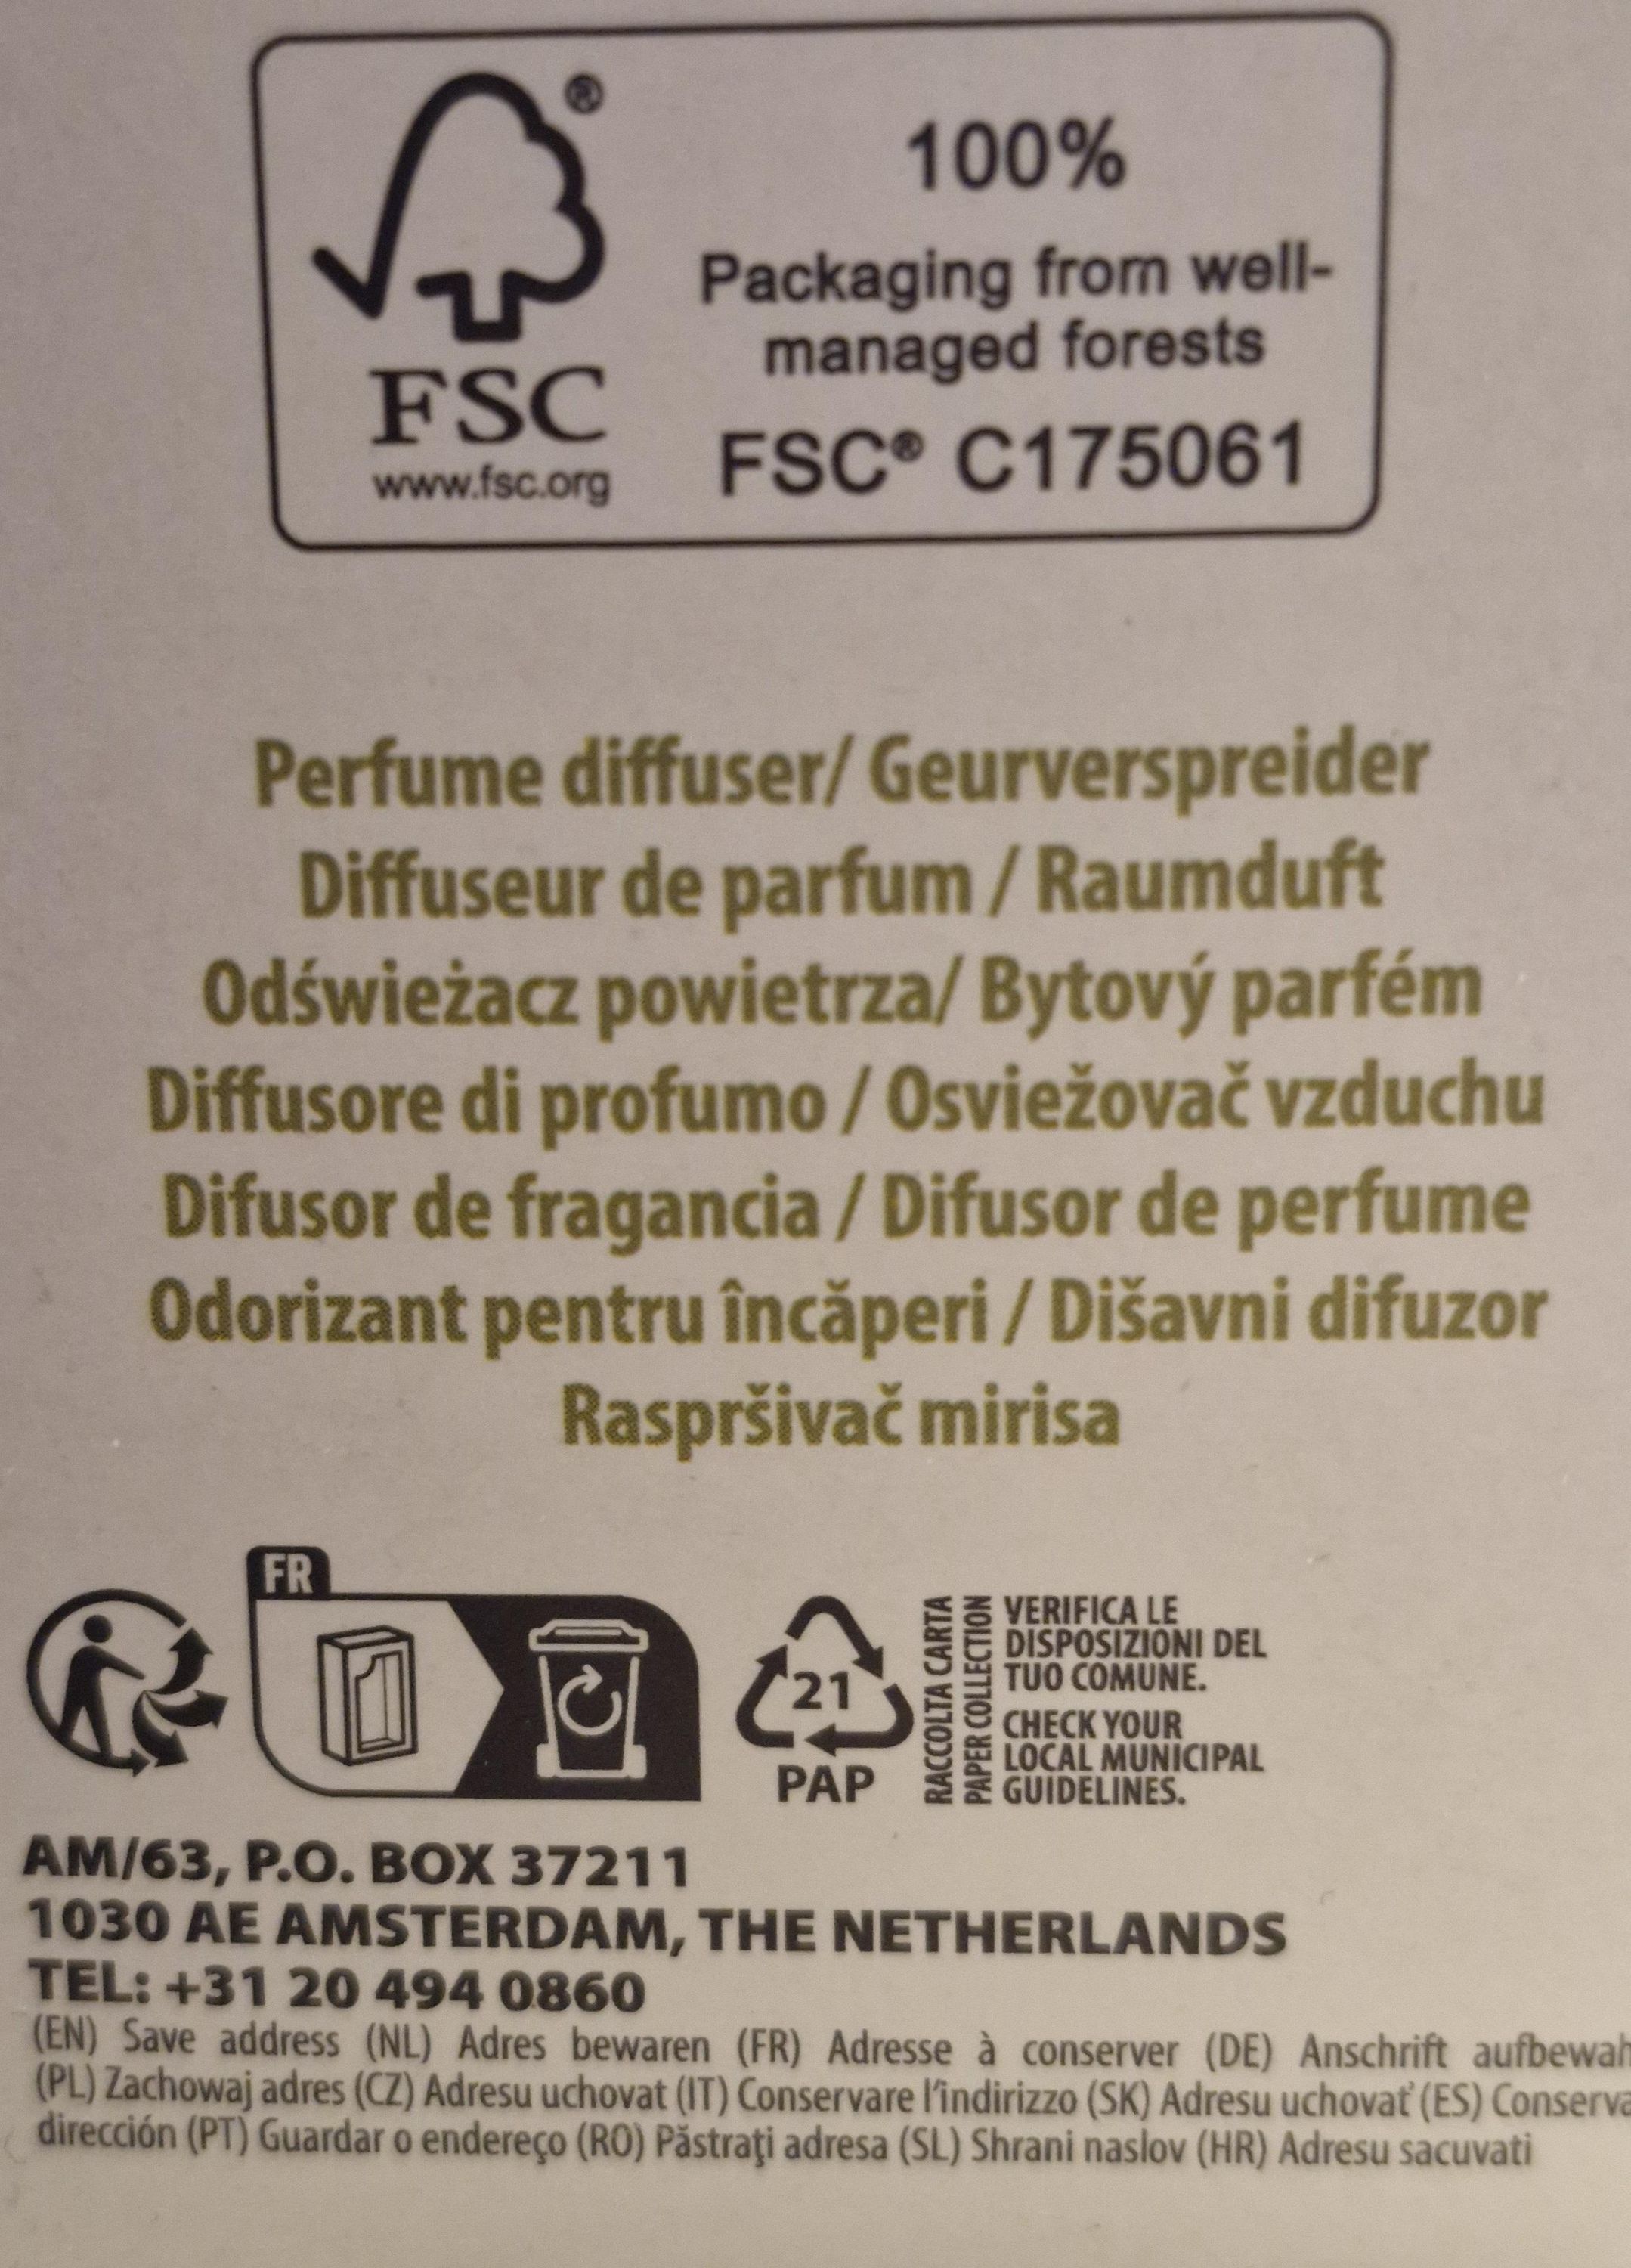 ®
100%
Packaging from well-
managed forests
FSC
www.fsc.org
FSC® C175061
Perfume diffuser/ Geurverspreider
Diffuseur de parfum / Raumduft
Odświeżacz powietrza/ Bytový parfém
Diffusore di profumo / Osviežovač vzduchu
Difusor de fragancia / Difusor de perfume
Odorizant pentru încăperi / Dišavni difuzor
Raspršivač mirisa
FR
21
PAP
RACCOLTA CARTA
PAPER COLLECTION
VERIFICA LE
DISPOSIZIONI DEL
TUO COMUNE.
CHECK YOUR
LOCAL MUNICIPAL
GUIDELINES.
AM/63, P.O. BOX 37211
1030 AE AMSTERDAM, THE NETHERLANDS
TEL: +31 20 494 0860
(EN) Save address (NL) Adres bewaren (FR) Adresse à conserver (DE) Anschrift
(PL) Zachowaj adres (CZ) Adresu uchovat (IT) Conservare l'indirizzo (SK) Adresu uchovať (ES)
dirección (PT) Guardar o endereço (RO) Păstraţi adresa (SL) Shrani naslov (HR) Adresu sacuvati